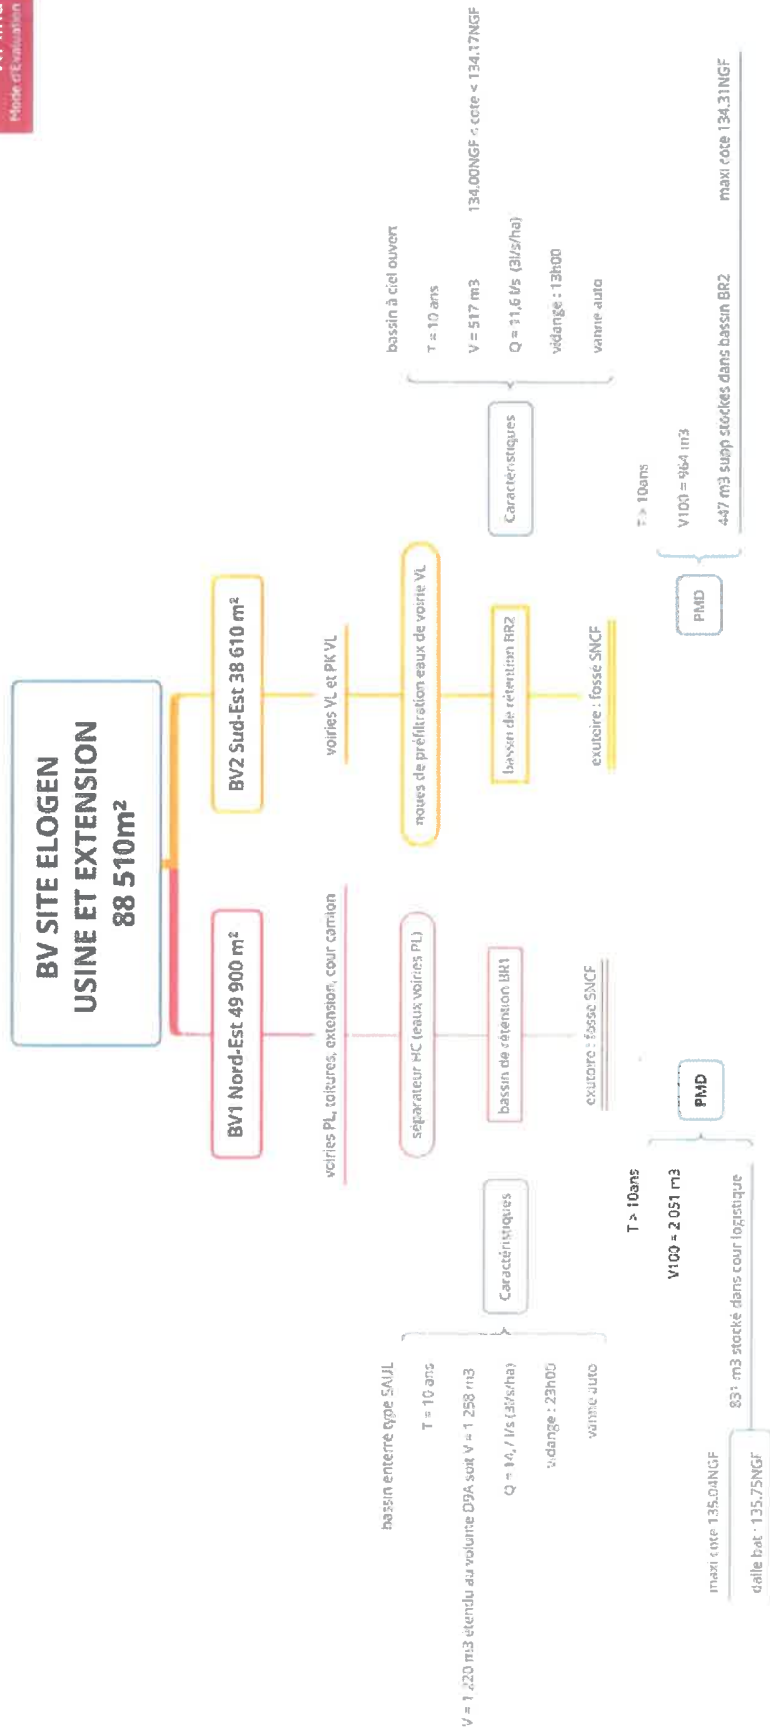 Mode d'Evaluation
BV SITE ELOGEN
USINE ET EXTENSION
88 510m²
BV1 Nord-Est 49 900 m²
voiries PL, toitures, extension, cour camion
séparateur HC (eaux voiries PL)
bassin de rétention BR1
exutoire : fossé SNCF
Caractéristiques
bassin enterré type SAUL
T = 10 ans
V = 1 220 m3 étendu au volume D9A soit V = 1 258 m3
Q = 14,7 l/s (3l/s/ha)
vidange : 23h00
vanne auto
PMD
T > 10ans
V100 = 2 051 m3
831 m3 stocké dans cour logistique
maxi cote 135.04NGF
dalle bat : 135.75NGF
BV2 Sud-Est 38 610 m²
voiries VL et PK VL
noues de préfiltration eaux de voirie VL
bassin de rétention BR2
exutoire : fossé SNCF
Caractéristiques
bassin à ciel ouvert
T = 10 ans
V = 517 m3
134.00NGF < cote < 134.17NGF
Q = 11,6 l/s (3l/s/ha)
vidange : 13h00
vanne auto
PMD
T > 10ans
V100 = 964 m3
447 m3 supp stockés dans bassin BR2
maxi cote 134.31NGF